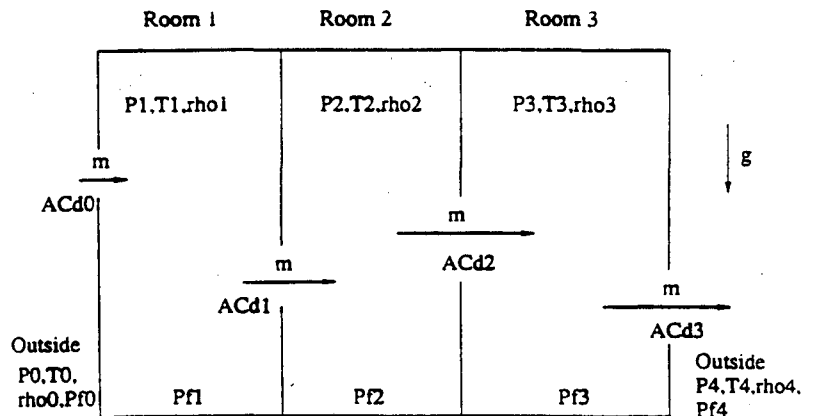 Room 1 Room 2 Room 3
P1,T1,rho1 P2,T2,rho2 P3,T3,rho3
g
m
ACd0
m
ACd2
m
ACd1
m
ACd3
Outside
P0,T0,
rho0,Pf0
Pf1 Pf2 Pf3
Outside
P4,T4,rho4,
Pf4